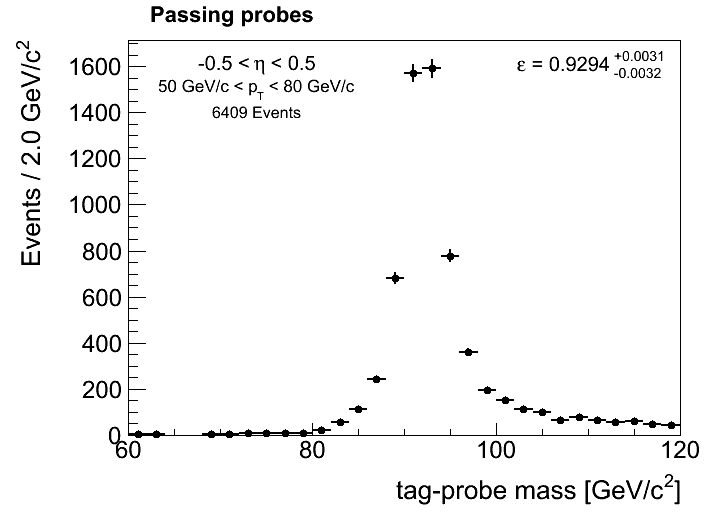 Passing probes
Events / 2.0 GeV/c²
1600
1400
1200
1000
800
600
400
200
0
-0.5 < η < 0.5
50 GeV/c < p_T < 80 GeV/c
6409 Events
ε = 0.9294 +0.0031 -0.0032
60 80 100 120
tag-probe mass [GeV/c²]